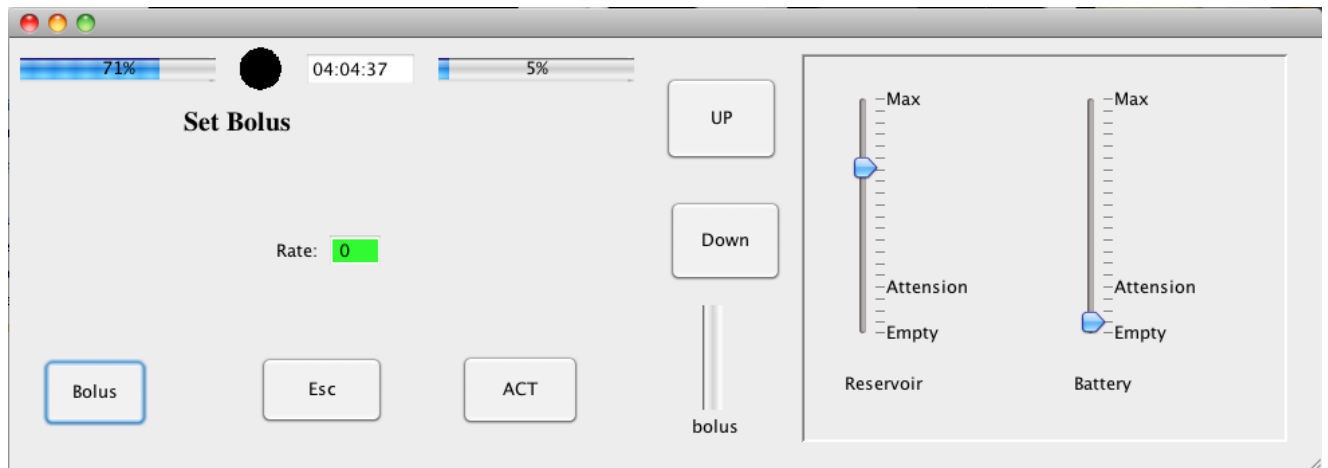 71%
04:04:37
5%
Set Bolus
Rate: 0
Bolus
Esc
ACT
UP
Down
bolus
Max
Attension
Empty
Reservoir
Max
Attension
Empty
Battery